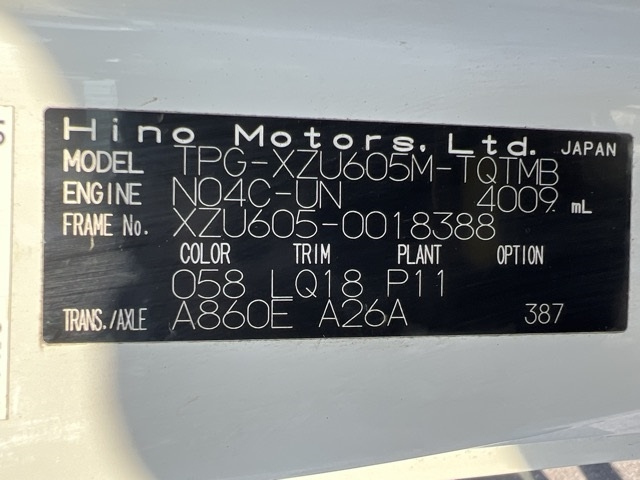 Hino Motors, Ltd. JAPAN
MODEL TPG-XZU605M-TQTMB
ENGINE N04C-UN 4009 mL
FRAME No. XZU605-0018388
COLOR TRIM PLANT OPTION
058 LQ18 P11
TRANS./AXLE A860E A26A 387